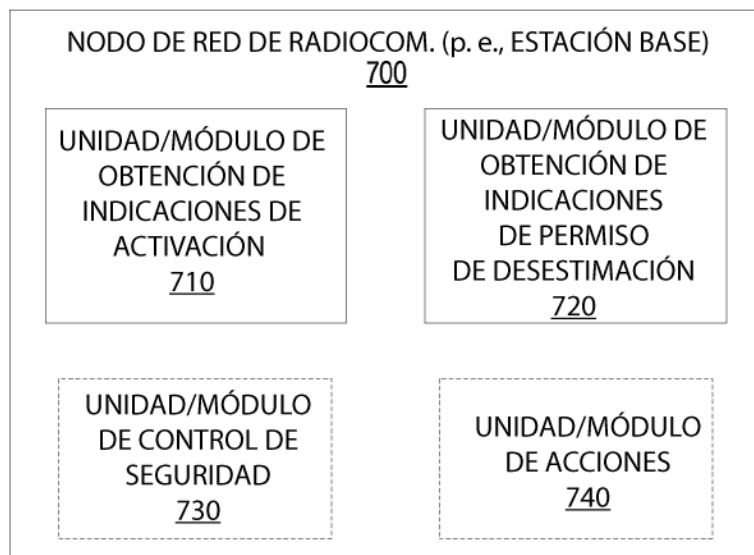 NODO DE RED DE RADIOCOM. (p. e., ESTACIÓN BASE)
700
UNIDAD/MÓDULO DE
OBTENCIÓN DE
INDICACIONES DE
ACTIVACIÓN
710
UNIDAD/MÓDULO DE
OBTENCIÓN DE
INDICACIONES
DE PERMISO
DE DESESTIMACIÓN
720
UNIDAD/MÓDULO
DE CONTROL DE
SEGURIDAD
730
UNIDAD/MÓDULO
DE ACCIONES
740